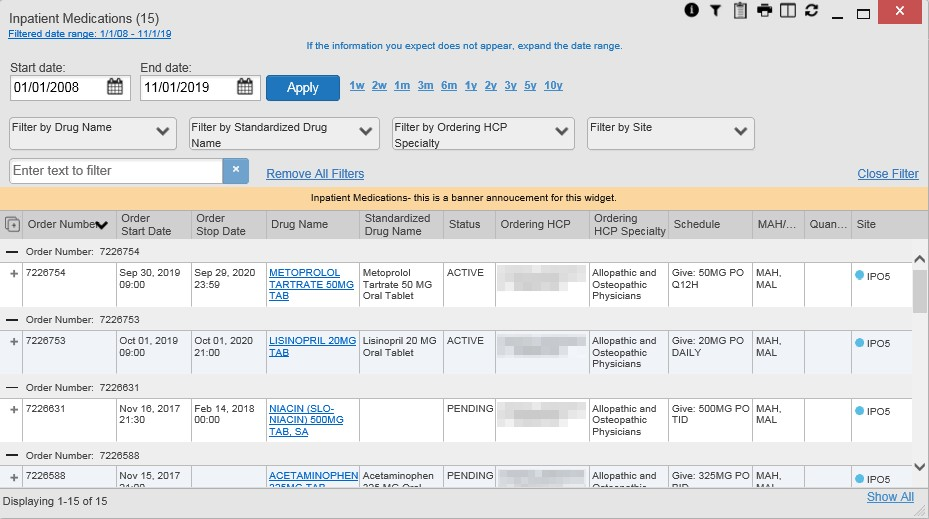 Inpatient Medications (15)
Filtered date range: 1/1/08 - 11/1/19
If the information you expect does not appear, expand the date range.
Start date:
End date:
01/01/2008
11/01/2019
Apply
1w 2w 1m 3m 6m 1y 2y 3y 5y 10y
Filter by Drug Name
Filter by Standardized Drug
Name
Filter by Ordering HCP
Specialty
Filter by Site
Enter text to filter
×
Remove All Filters
Close Filter
Inpatient Medications- this is a banner annoucement for this widget.
Order Number
Order
Start Date
Order
Stop Date
Drug Name
Standardized
Drug Name
Status
Ordering HCP
Ordering
HCP Specialty
Schedule
MAH/...
Quan...
Site
Order Number: 7226754
7226754
Sep 30, 2019
09:00
Sep 29, 2020
23:59
METOPROLOL
TARTRATE 50MG
TAB
Metoprolol
Tartrate 50 MG
Oral Tablet
ACTIVE
Allopathic and
Osteopathic
Physicians
Give: 50MG PO
Q12H
MAH,
MAL
IPO5
Order Number: 7226753
7226753
Oct 01, 2019
09:00
Oct 01, 2020
21:00
LISINOPRIL 20MG
TAB
Lisinopril 20 MG
Oral Tablet
ACTIVE
Allopathic and
Osteopathic
Physicians
Give: 20MG PO
DAILY
MAH,
MAL
IPO5
Order Number: 7226631
7226631
Nov 16, 2017
21:30
Feb 14, 2018
00:00
NIACIN (SLO-
NIACIN) 500MG
TAB, SA
PENDING
Allopathic and
Osteopathic
Physicians
Give: 500MG PO
TID
MAH,
MAL
IPO5
Order Number: 7226588
7226588
Nov 15, 2017
21:00
ACETAMINOPHEN
325MG TAB
Acetaminophen
325 MG Oral
PENDING
Allopathic and
Osteopathic
Give: 325MG PO
BID
MAH,
MAL
IPO5
Displaying 1-15 of 15
Show All